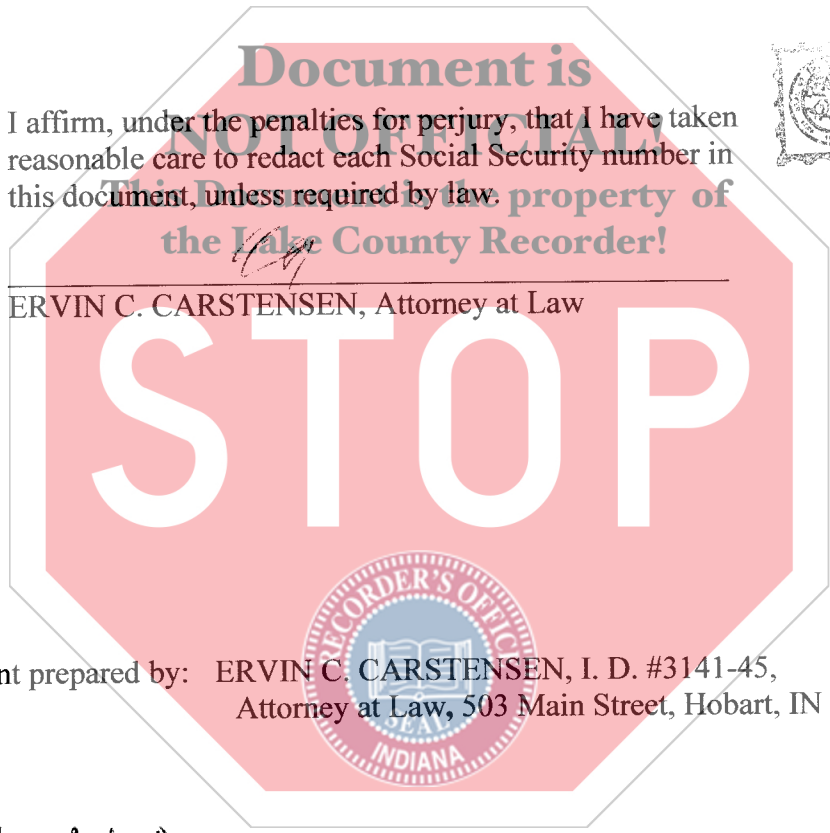 Document is
NOT OFFICIAL!
This Document is the property of
the Lake County Recorder!
I affirm, under the penalties for perjury, that I have taken
reasonable care to redact each Social Security number in
this document, unless required by law.
ERVIN C. CARSTENSEN, Attorney at Law
STOP
RECORDER'S OFFICE
SEAL
INDIANA
nt prepared by: ERVIN C. CARSTENSEN, I. D. #3141-45,
Attorney at Law, 503 Main Street, Hobart, IN